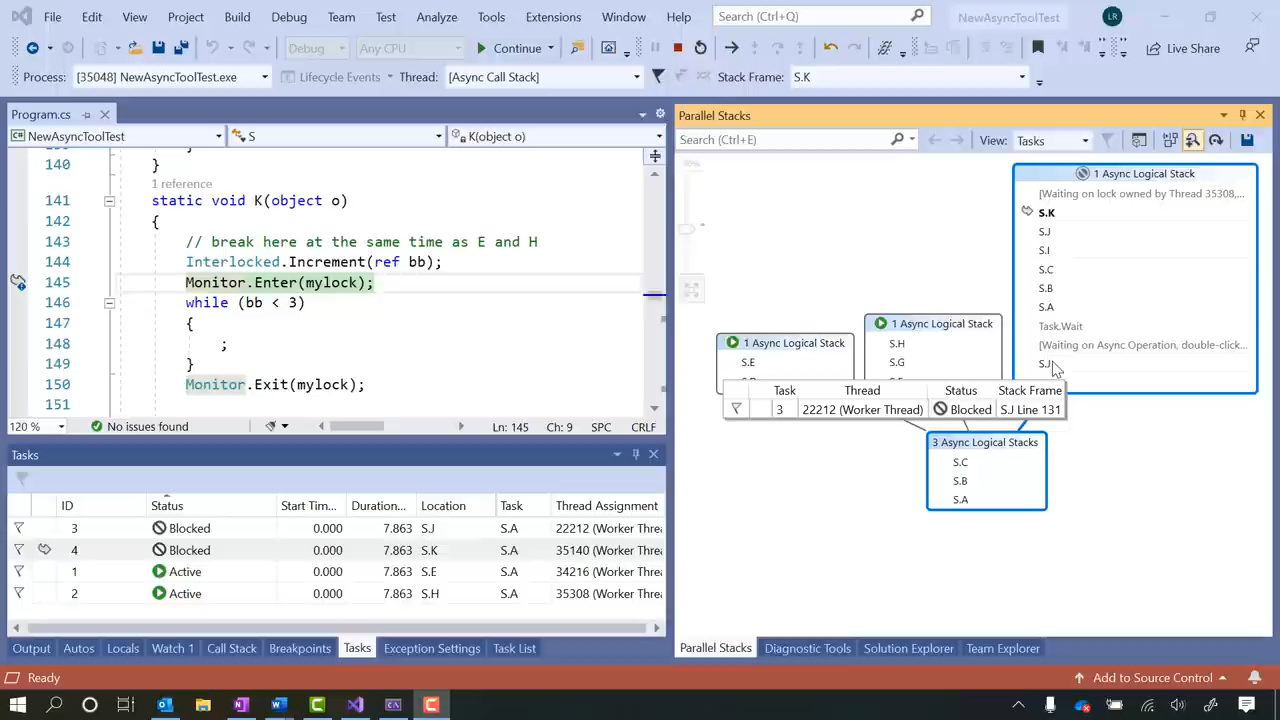 File Edit View Project Build Debug Team Test Analyze Tools Extensions Window Help Search (Ctrl+Q) NewAsyncToolTest LR
Debug Any CPU Continue Live Share
Process: [35048] NewAsyncToolTest.exe Lifecycle Events Thread: [Async Call Stack] Stack Frame: S.K
Program.cs
NewAsyncToolTest S K(object o)
140 }
1 reference
141 static void K(object o)
142 {
143 // break here at the same time as E and H
144 Interlocked.Increment(ref bb);
145 Monitor.Enter(mylock);
146 while (bb < 3)
147 {
148 ;
149 }
150 Monitor.Exit(mylock);
151
120 % No issues found Ln: 145 Ch: 9 SPC CRLF
Tasks
ID Status Start Tim... Duration... Location Task Thread Assignment
3 Blocked 0.000 7.863 S.J S.A 22212 (Worker Threa
4 Blocked 0.000 7.863 S.K S.A 35140 (Worker Threa
1 Active 0.000 7.863 S.E S.A 34216 (Worker Threa
2 Active 0.000 7.863 S.H S.A 35308 (Worker Threa
Output Autos Locals Watch 1 Call Stack Breakpoints Tasks Exception Settings Task List
Parallel Stacks
Search (Ctrl+E) View: Tasks
1 Async Logical Stack
[Waiting on lock owned by Thread 35308,...
S.K
S.J
S.I
S.C
S.B
S.A
Task.Wait
[Waiting on Async Operation, double-click...
S.J
1 Async Logical Stack
S.H
S.G
1 Async Logical Stack
S.E
Task Thread Status Stack Frame
3 22212 (Worker Thread) Blocked S.J Line 131
3 Async Logical Stacks
S.C
S.B
S.A
Parallel Stacks Diagnostic Tools Solution Explorer Team Explorer
Ready Add to Source Control